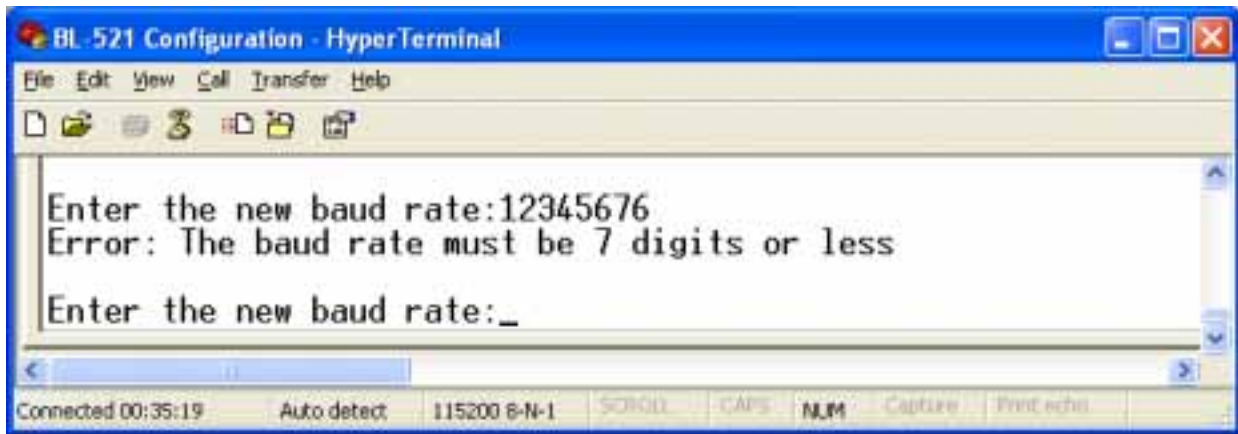 BL-521 Configuration - HyperTerminal
File Edit View Call Transfer Help
Enter the new baud rate:12345676
Error: The baud rate must be 7 digits or less
Enter the new baud rate:_
Connected 00:35:19 Auto detect 115200 8-N-1 SCROLL CAPS NUM Capture Print echo